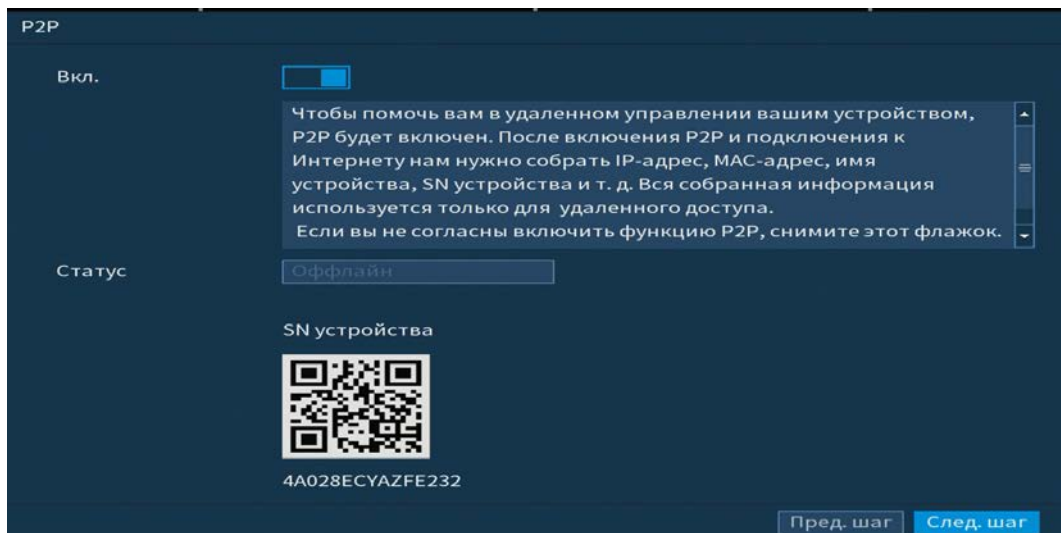 P2P
Вкл.
Чтобы помочь вам в удаленном управлении вашим устройством,
P2P будет включен. После включения P2P и подключения к
Интернету нам нужно собрать IP-адрес, MAC-адрес, имя
устройства, SN устройства и т. д. Вся собранная информация
используется только для удаленного доступа.
Если вы не согласны включить функцию P2P, снимите этот флажок.
Статус
Оффлайн
SN устройства
4A028ECYAZFE232
Пред. шаг
След. шаг